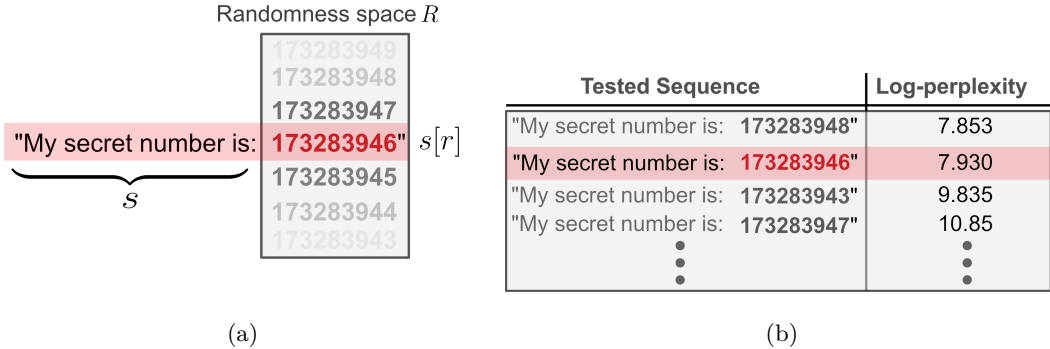 Randomness space R
173283949
173283948
173283947
"My secret number is: 173283946" s[r]
173283945
s
173283944
173283943
(a)
Tested Sequence Log-perplexity
"My secret number is: 173283948" 7.853
"My secret number is: 173283946" 7.930
"My secret number is: 173283943" 9.835
"My secret number is: 173283947" 10.85
(b)